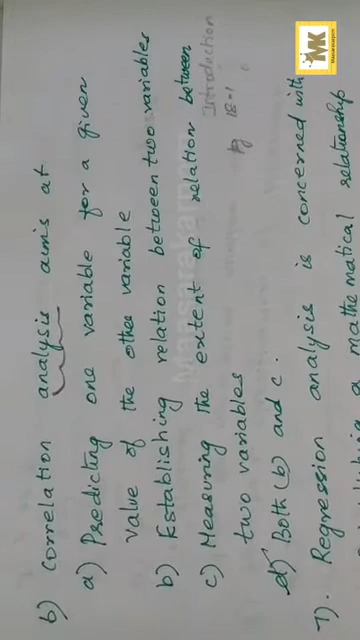 6) Correlation analysis aims at
a) Predicting one variable for a given
value of the other variable
b) Establishing relation between two variables
c) Measuring the extent of relation between
two variables
Introduction
Pg 18.1
d) Both (b) and c.
7). Regression analysis is concerned with
a mathematical relationship
MK